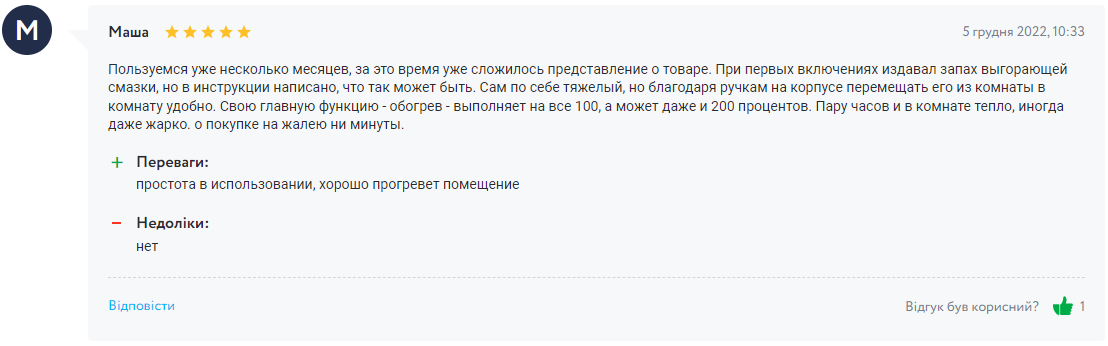 М
Маша
5 грудня 2022, 10:33
Пользуемся уже несколько месяцев, за это время уже сложилось представление о товаре. При первых включениях издавал запах выгорающей
смазки, но в инструкции написано, что так может быть. Сам по себе тяжелый, но благодаря ручкам на корпусе перемещать его из комнаты в
комнату удобно. Свою главную функцию - обогрев - выполняет на все 100, а может даже и 200 процентов. Пару часов и в комнате тепло, иногда
даже жарко. о покупке на жалею ни минуты.
Переваги:
простота в использовании, хорошо прогревет помещение
Недоліки:
нет
Відповісти
Відгук був корисний? 1